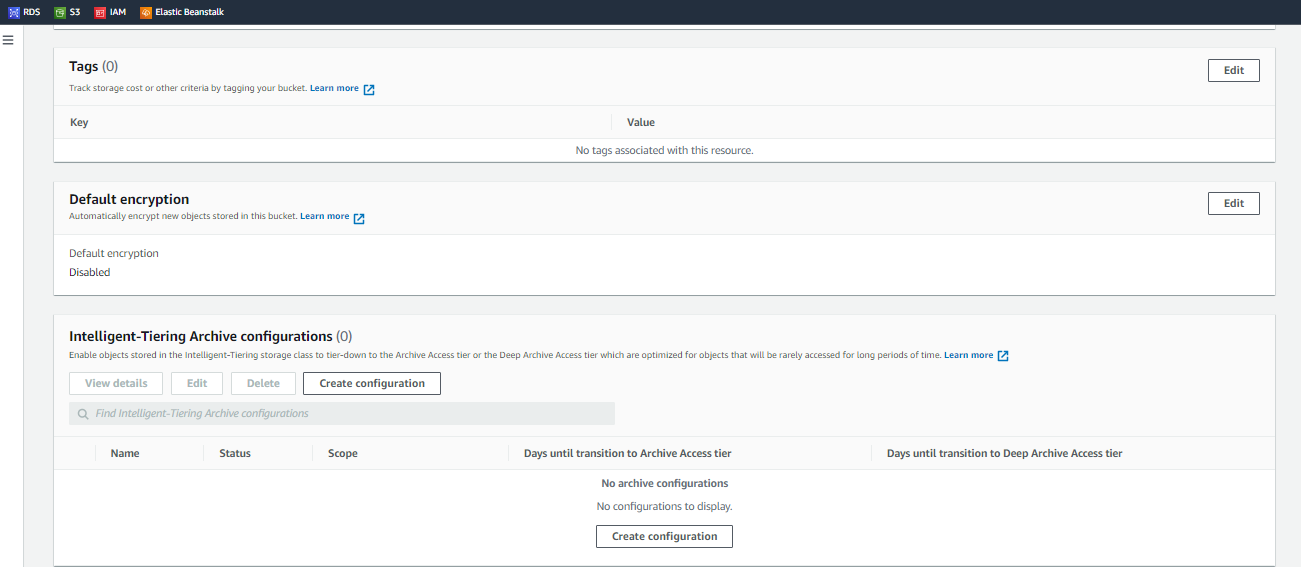 RDS S3 IAM Elastic Beanstalk
Tags (0)
Edit
Track storage cost or other criteria by tagging your bucket. Learn more
Key Value
No tags associated with this resource.
Default encryption
Edit
Automatically encrypt new objects stored in this bucket. Learn more
Default encryption
Disabled
Intelligent-Tiering Archive configurations (0)
Enable objects stored in the Intelligent-Tiering storage class to tier-down to the Archive Access tier or the Deep Archive Access tier which are optimized for objects that will be rarely accessed for long periods of time. Learn more
View details Edit Delete Create configuration
Find Intelligent-Tiering Archive configurations
Name Status Scope Days until transition to Archive Access tier Days until transition to Deep Archive Access tier
No archive configurations
No configurations to display.
Create configuration